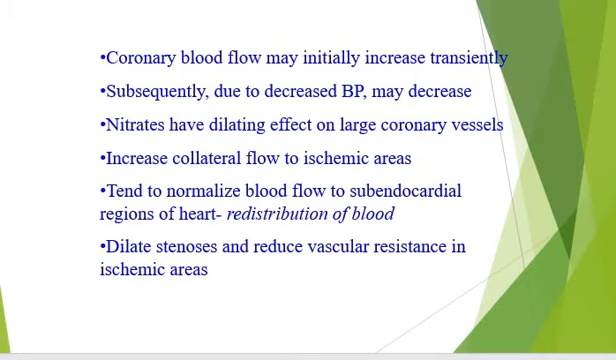 •Coronary blood flow may initially increase transiently
•Subsequently, due to decreased BP, may decrease
•Nitrates have dilating effect on large coronary vessels
•Increase collateral flow to ischemic areas
•Tend to normalize blood flow to subendocardial
regions of heart- redistribution of blood
•Dilate stenoses and reduce vascular resistance in
ischemic areas